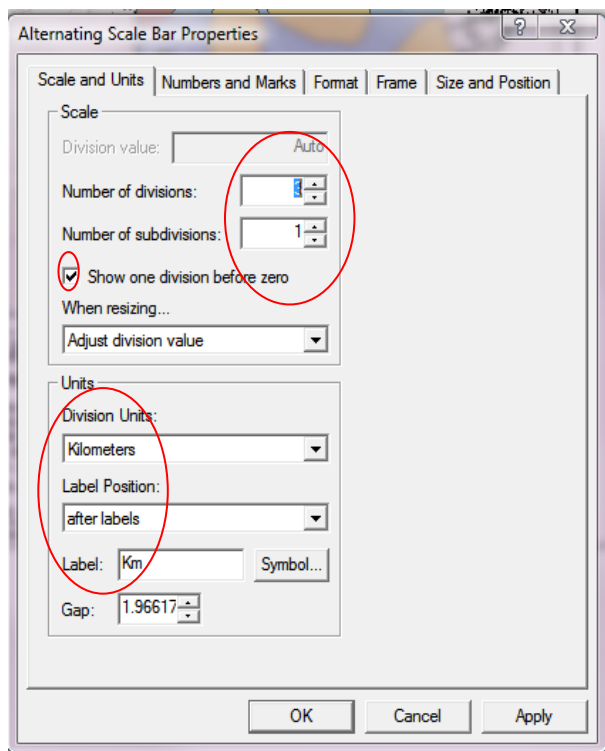 Alternating Scale Bar Properties
Scale and Units Numbers and Marks Format Frame Size and Position
Scale
Division value: Auto
Number of divisions: 3
Number of subdivisions: 1
Show one division before zero
When resizing...
Adjust division value
Units
Division Units:
Kilometers
Label Position:
after labels
Label: Km Symbol...
Gap: 1.96617
OK Cancel Apply